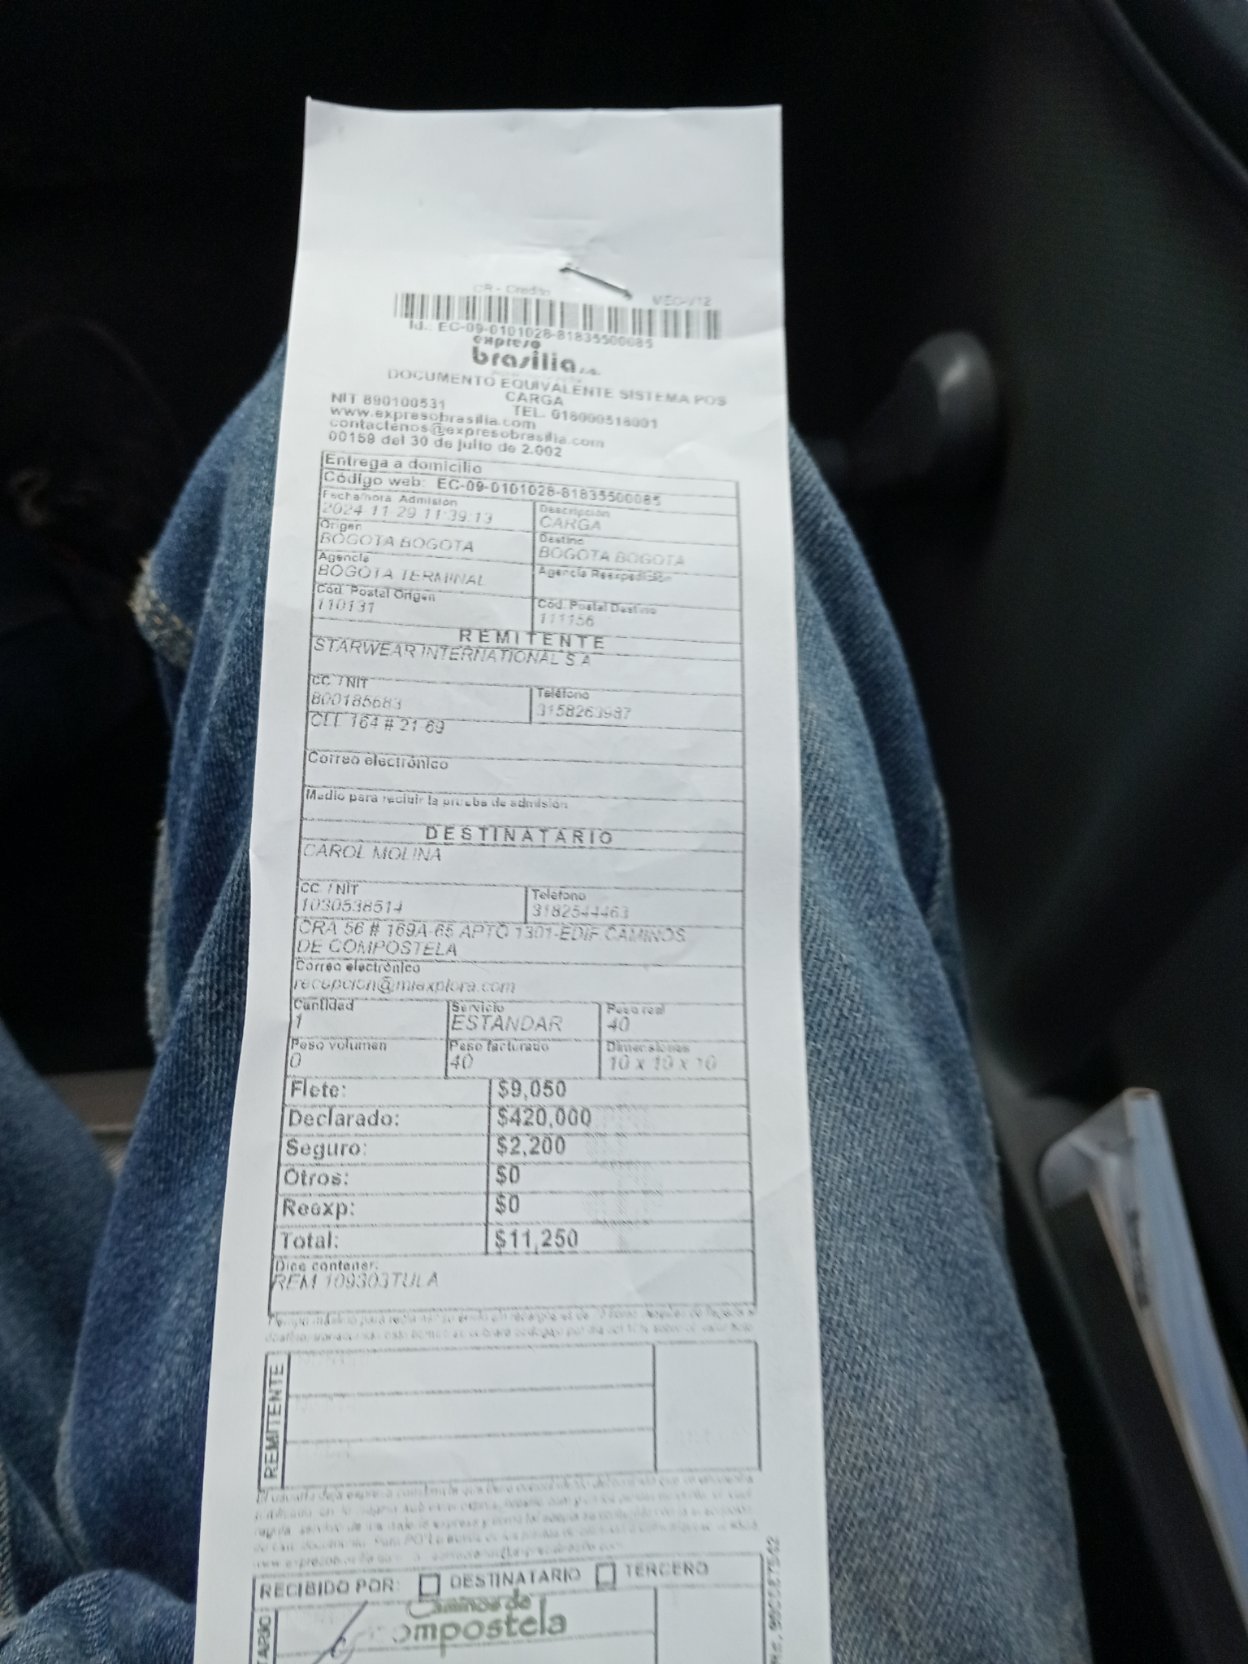 CR - Credito
MEC-V12
Id.: EC-09-0101028-81835500085
expreso
brasilia s.a.
DOCUMENTO EQUIVALENTE SISTEMA POS
CARGA
NIT 890100531 TEL. 018000518001
www.expresobrasilia.com
contactenos@expresobrasilia.com
00159 del 30 de julio de 2.002
Entrega a domicilio
Código web: EC-09-0101028-81835500085
Fecha/hora Admisión
2024-11-29 11:39:13
Descripción
CARGA
Origen
BOGOTA BOGOTA
Destino
BOGOTA BOGOTA
Agencia
BOGOTA TERMINAL
Agencia Reexpedición
Cód. Postal Origen
110131
Cód. Postal Destino
111156
REMITENTE
STARWEAR INTERNATIONAL S A
CC. / NIT
800185683
Teléfono
3158263987
CLL 164 # 21 69
Correo electrónico
Medio para recibir la prueba de admisión
DESTINATARIO
CAROL MOLINA
CC. / NIT
1030538514
Teléfono
3182544463
CRA 56 # 169A-65 APTO 1301-EDIF CAMINOS
DE COMPOSTELA
Correo electrónico
recepcion@miaxplora.com
Cantidad
1
Servicio
ESTANDAR
Peso real
40
Peso volumen
0
Peso facturado
40
Dimensiones
10 x 10 x 10
Flete: $9,050
Declarado: $420,000
Seguro: $2,200
Otros: $0
Reexp: $0
Total: $11,250
Dice contener:
REM 109303TULA
REMITENTE
RECIBIDO POR: DESTINATARIO TERCERO
Caminos de
Compostela